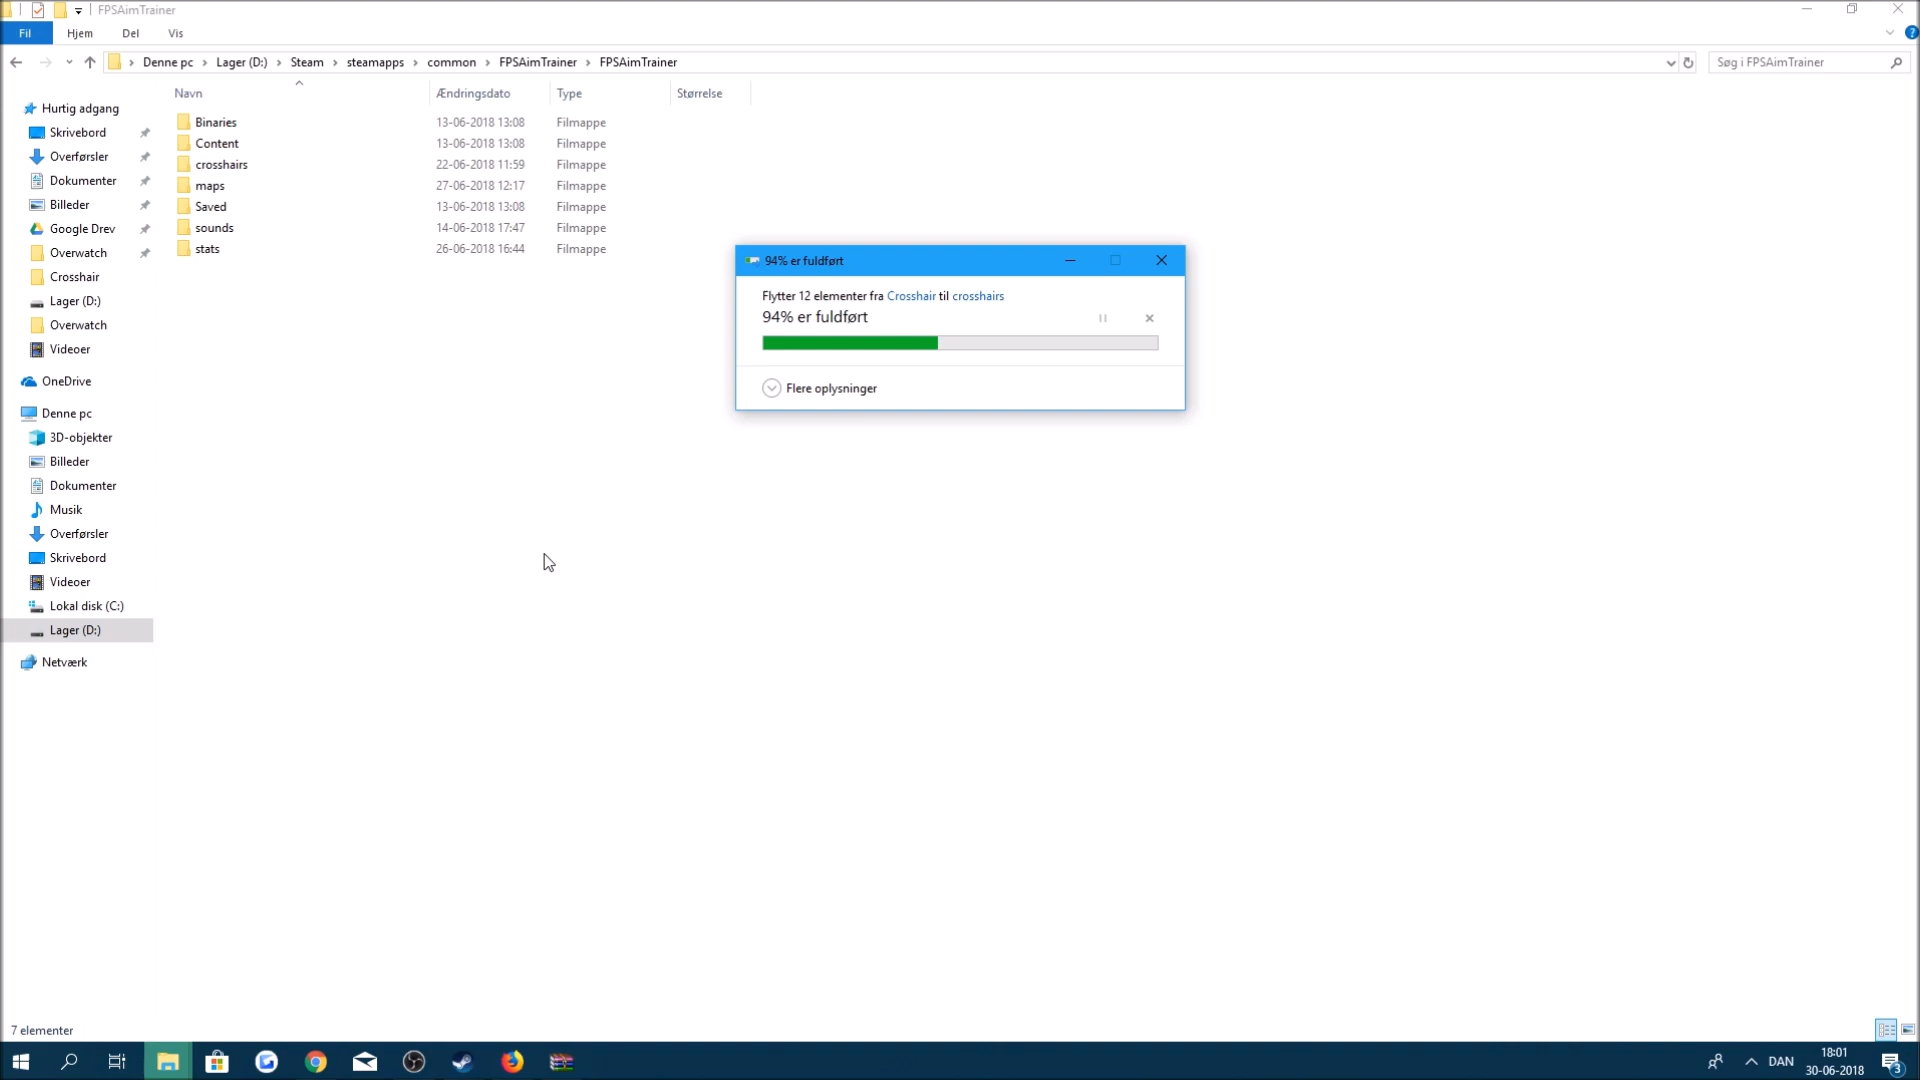 FPSAimTrainer
Fil Hjem Del Vis
Denne pc Lager (D:) Steam steamapps common FPSAimTrainer FPSAimTrainer
Søg i FPSAimTrainer
Navn Ændringsdato Type Størrelse
Binaries 13-06-2018 13:08 Filmappe
Content 13-06-2018 13:08 Filmappe
crosshairs 22-06-2018 11:59 Filmappe
maps 27-06-2018 12:17 Filmappe
Saved 13-06-2018 13:08 Filmappe
sounds 14-06-2018 17:47 Filmappe
stats 26-06-2018 16:44 Filmappe
Hurtig adgang
Skrivebord
Overførsler
Dokumenter
Billeder
Google Drev
Overwatch
Crosshair
Lager (D:)
Overwatch
Videoer
OneDrive
Denne pc
3D-objekter
Billeder
Dokumenter
Musik
Overførsler
Skrivebord
Videoer
Lokal disk (C:)
Lager (D:)
Netværk
94% er fuldført
Flytter 12 elementer fra Crosshair til crosshairs
94% er fuldført
Flere oplysninger
7 elementer
DAN
18:01
30-06-2018
3